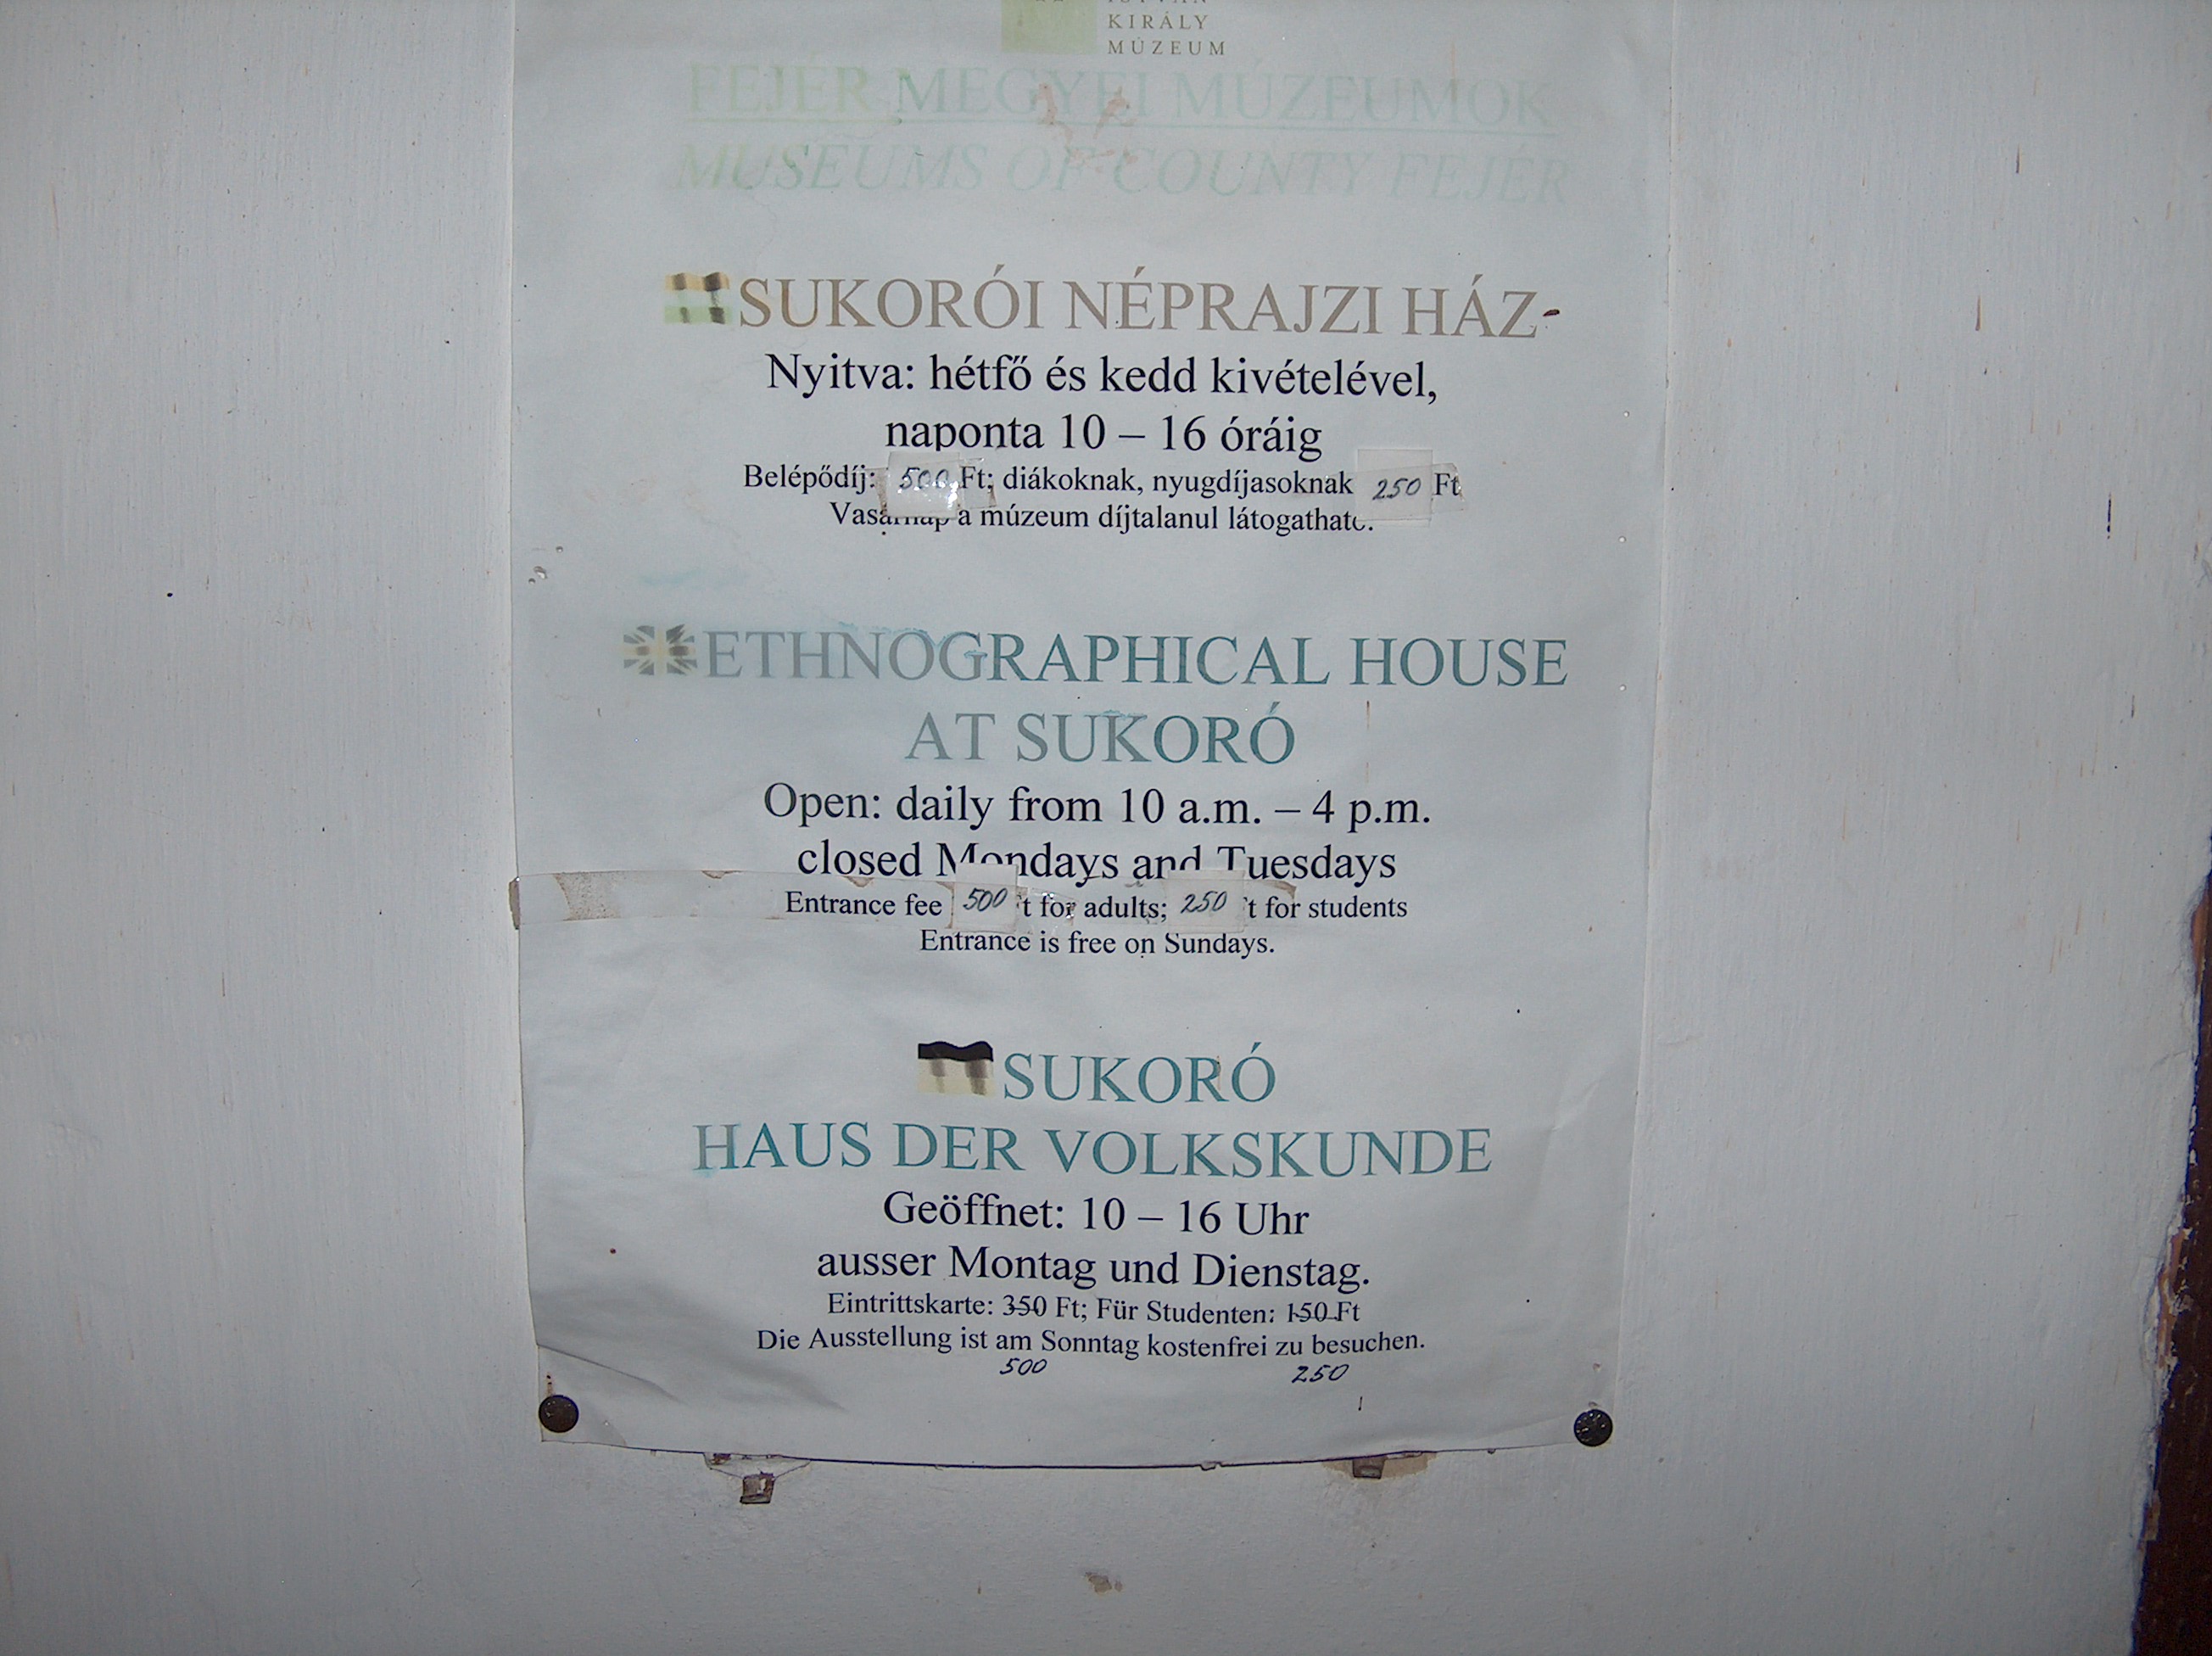 KIRÁLY
MÚZEUM
FEJÉR MEGYEI MÚZEUMOK
MUSEUMS OF COUNTY FEJÉR
SUKORÓI NÉPRAJZI HÁZ-
Nyitva: hétfő és kedd kivételével,
naponta 10 – 16 óráig
Belépődíj: 500 Ft; diákoknak, nyugdíjasoknak 250 Ft
Vasárnap a múzeum díjtalanul látogatható.
ETHNOGRAPHICAL HOUSE
AT SUKORÓ
Open: daily from 10 a.m. – 4 p.m.
closed Mondays and Tuesdays
Entrance fee 500 t for adults; 250 t for students
Entrance is free on Sundays.
SUKORÓ
HAUS DER VOLKSKUNDE
Geöffnet: 10 – 16 Uhr
ausser Montag und Dienstag.
Eintrittskarte: 350 Ft; Für Studenten: 150 Ft
Die Ausstellung ist am Sonntag kostenfrei zu besuchen.
500 250